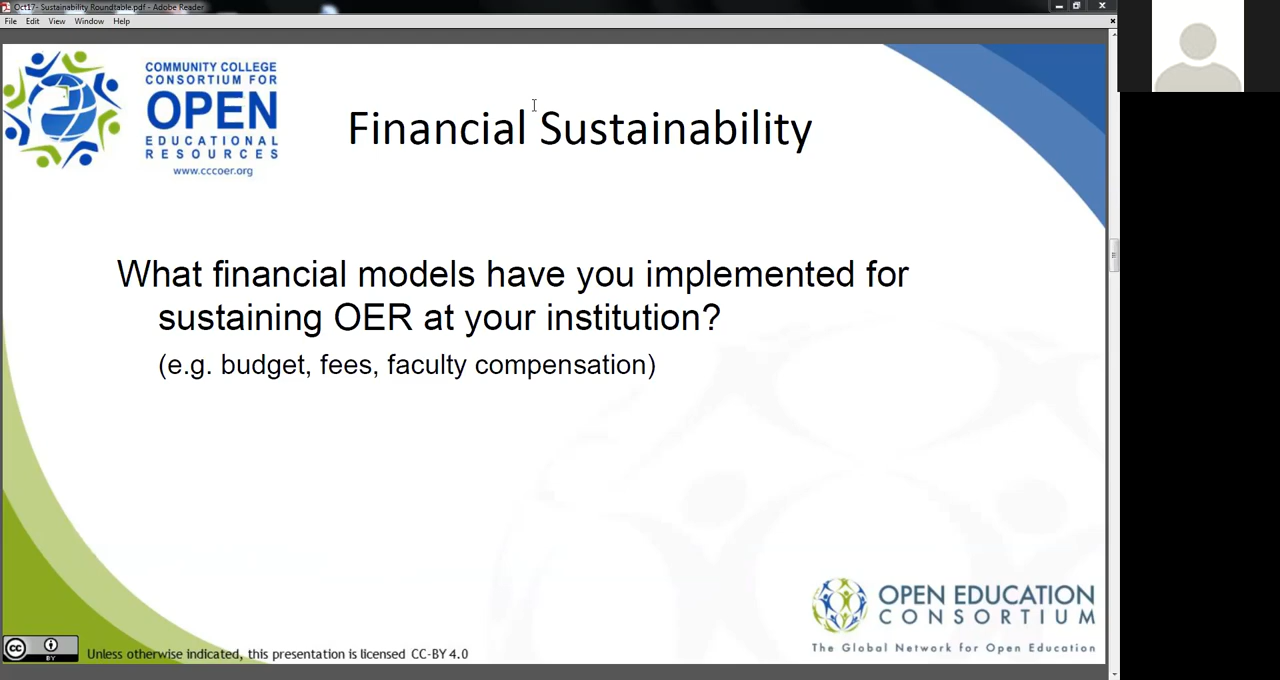 Oct17- Sustainability Roundtable.pdf - Adobe Reader
File Edit View Window Help
COMMUNITY COLLEGE
CONSORTIUM FOR
OPEN
EDUCATIONAL
RESOURCES
www.cccoer.org
Financial Sustainability
What financial models have you implemented for
sustaining OER at your institution?
(e.g. budget, fees, faculty compensation)
OPEN EDUCATION
CONSORTIUM
The Global Network for Open Education
cc
BY
Unless otherwise indicated, this presentation is licensed CC-BY 4.0